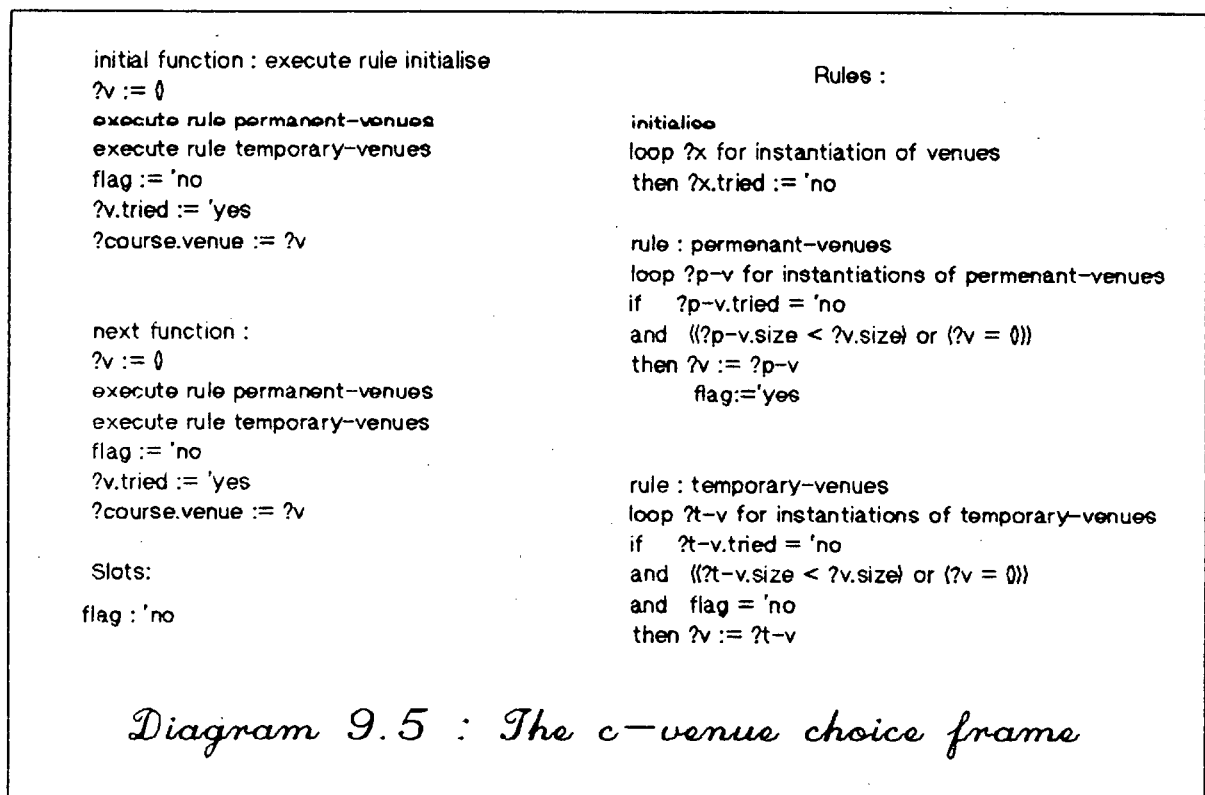 initial function : execute rule initialise
?v := ()
execute rule permanent-venues
execute rule temporary-venues
flag := 'no
?v.tried := 'yes
?course.venue := ?v
next function :
?v := ()
execute rule permanent-venues
execute rule temporary-venues
flag := 'no
?v.tried := 'yes
?course.venue := ?v
Slots:
flag : 'no
Rules :
initialise
loop ?x for instantiation of venues
then ?x.tried := 'no
rule : permenant-venues
loop ?p-v for instantiations of permenant-venues
if ?p-v.tried = 'no
and ((?p-v.size < ?v.size) or (?v = ()))
then ?v := ?p-v
flag:='yes
rule : temporary-venues
loop ?t-v for instantiations of temporary-venues
if ?t-v.tried = 'no
and ((?t-v.size < ?v.size) or (?v = ()))
and flag = 'no
then ?v := ?t-v
Diagram 9.5 : The c-venue choice frame